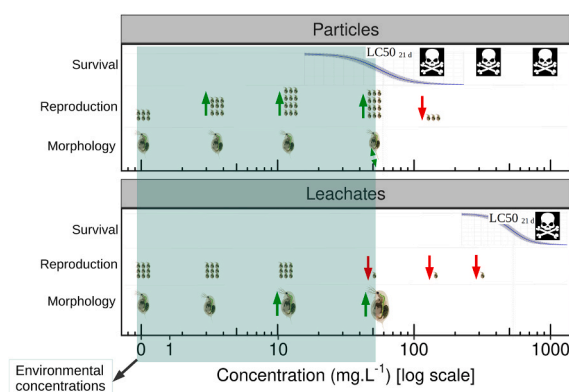 Particles
Survival
LC50 21 d
Reproduction
Morphology
Leachates
Survival
LC50 21 d
Reproduction
Morphology
0 1 10 100 1000
Environmental
concentrations
Concentration (mg.L-1) [log scale]